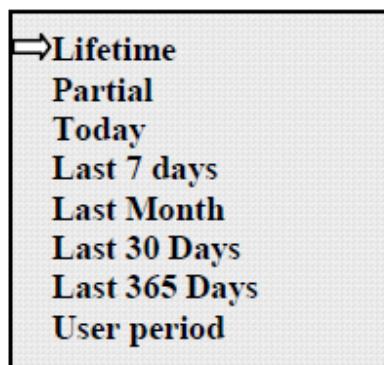 Lifetime
Partial
Today
Last 7 days
Last Month
Last 30 Days
Last 365 Days
User period